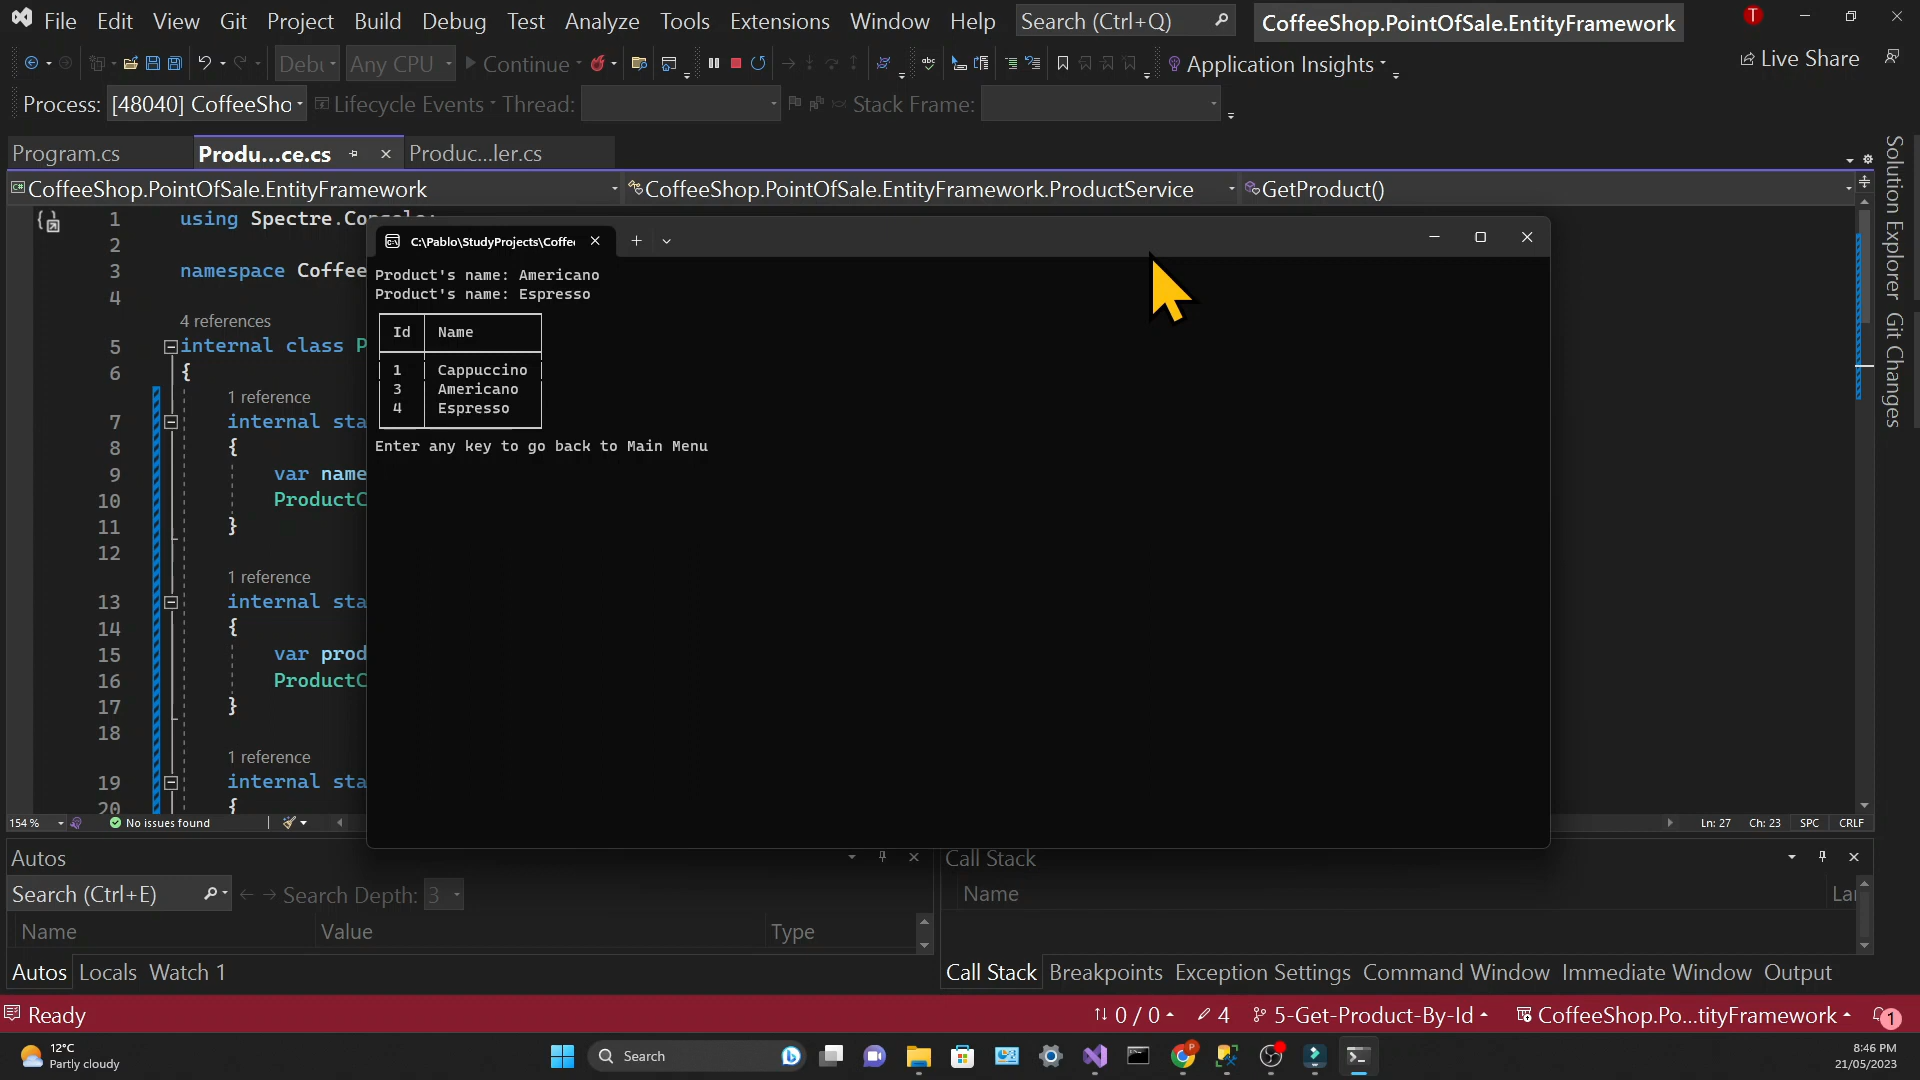 File Edit View Git Project Build Debug Test Analyze Tools Extensions Window Help Search (Ctrl+Q) CoffeeShop.PointOfSale.EntityFramework T
Debu Any CPU Continue Application Insights Live Share
Process: [48040] CoffeeSho Lifecycle Events Thread: Stack Frame:
Program.cs Produ...ce.cs Produc...ler.cs
CoffeeShop.PointOfSale.EntityFramework CoffeeShop.PointOfSale.EntityFramework.ProductService GetProduct()
Solution Explorer
Git Changes
1 using Spectre.Console;
2
3 namespace Coffee
4
4 references
5 internal class P
6 {
1 reference
7 internal sta
8 {
9 var name
10 ProductC
11 }
12
1 reference
13 internal sta
14 {
15 var prod
16 ProductC
17 }
18
1 reference
19 internal sta
20 {
C:\Pablo\StudyProjects\Coffee
Product's name: Americano
Product's name: Espresso
Id Name
1 Cappuccino
3 Americano
4 Espresso
Enter any key to go back to Main Menu
154 % No issues found Ln: 27 Ch: 23 SPC CRLF
Autos
Search (Ctrl+E) Search Depth: 3
Name Value Type
Autos Locals Watch 1
Call Stack
Name Lan
Call Stack Breakpoints Exception Settings Command Window Immediate Window Output
Ready 0 / 0 4 5-Get-Product-By-Id CoffeeShop.Po...tityFramework 1
12°C
Partly cloudy
Search
8:46 PM
21/05/2023